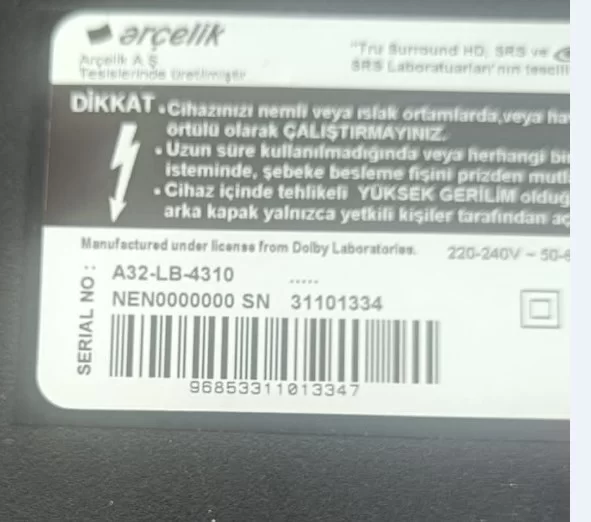 arçelik
Arçelik A.Ş
Tesislerinde üretilmiştir
"Tru Surround HD, SRS ve
SRS Laboratuarları'nın tescilli
DİKKAT
• Cihazınızı nemli veya ıslak ortamlarda, veya
örtülü olarak ÇALIŞTIRMAYINIZ.
• Uzun süre kullanılmadığında veya herhangi bir
isteminde, şebeke besleme fişini prizden
• Cihaz içinde tehlikeli YÜKSEK GERİLİM
arka kapak yalnızca yetkili kişiler tarafından
Manufactured under license from Dolby Laboratories.
220-240V ~ 50-
SERIAL NO :
A32-LB-4310 .....
NEN0000000 SN 31101334
96853311013347